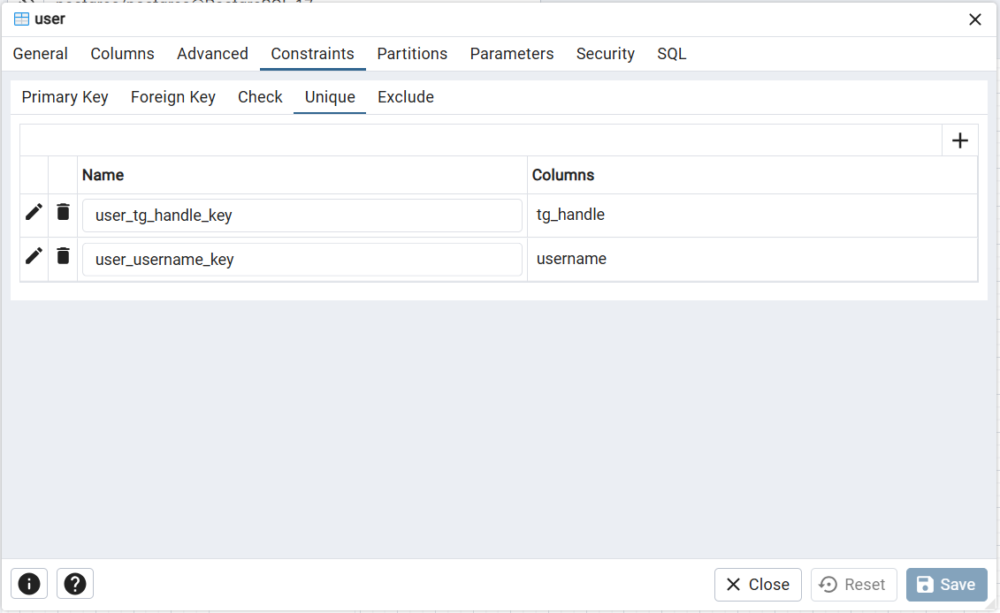 user
General Columns Advanced Constraints Partitions Parameters Security SQL
Primary Key Foreign Key Check Unique Exclude
Name Columns
user_tg_handle_key tg_handle
user_username_key username
Close Reset Save